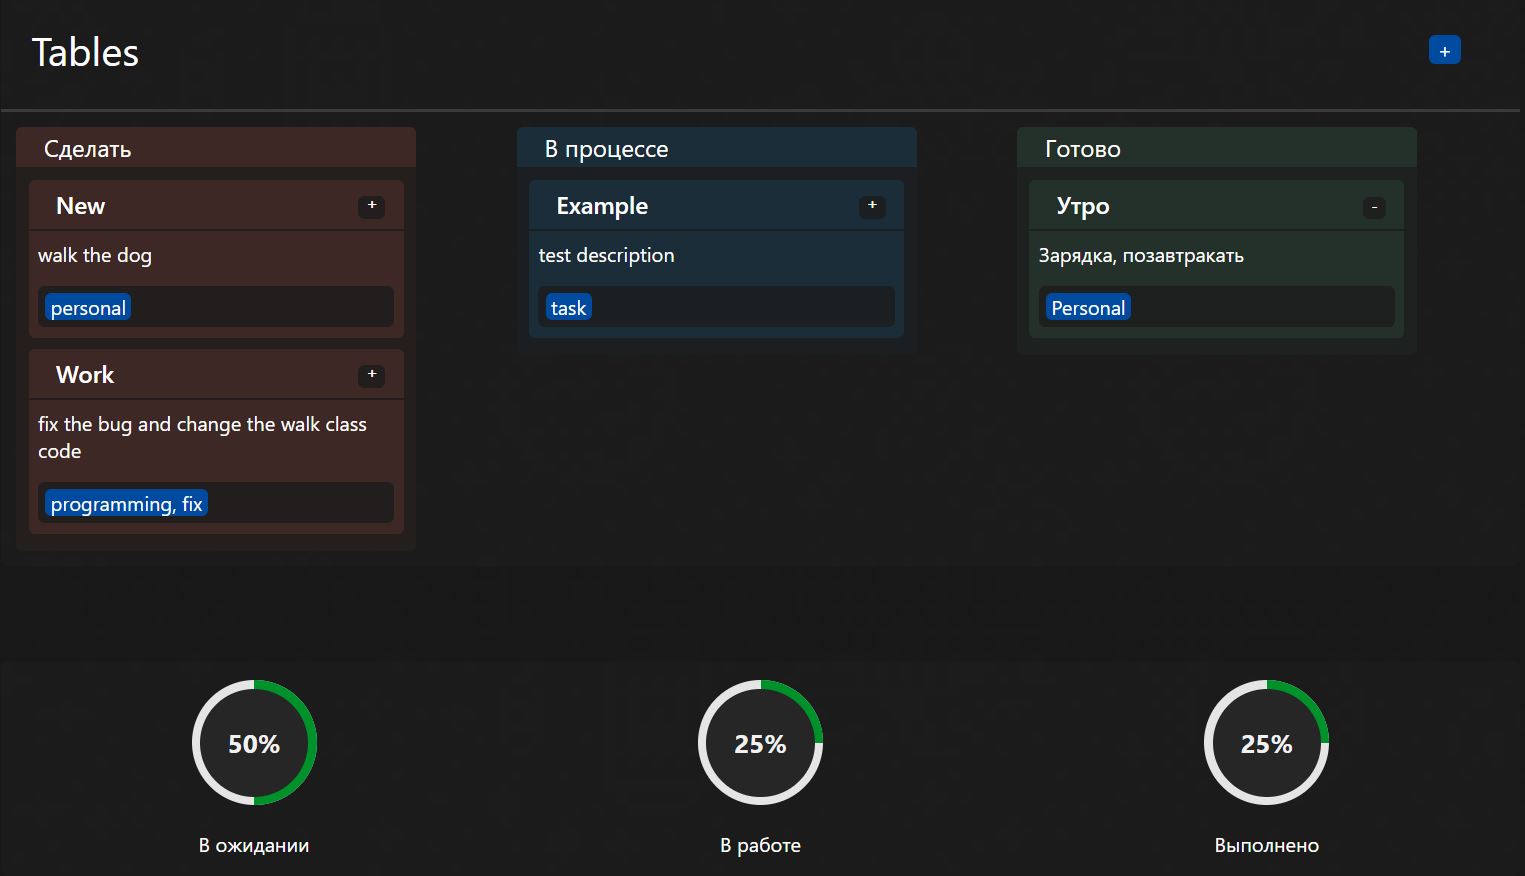 Tables
+
Сделать
New
+
walk the dog
personal
Work
+
fix the bug and change the walk class
code
programming, fix
В процессе
Example
+
test description
task
Готово
Утро
-
Зарядка, позавтракать
Personal
50%
В ожидании
25%
В работе
25%
Выполнено